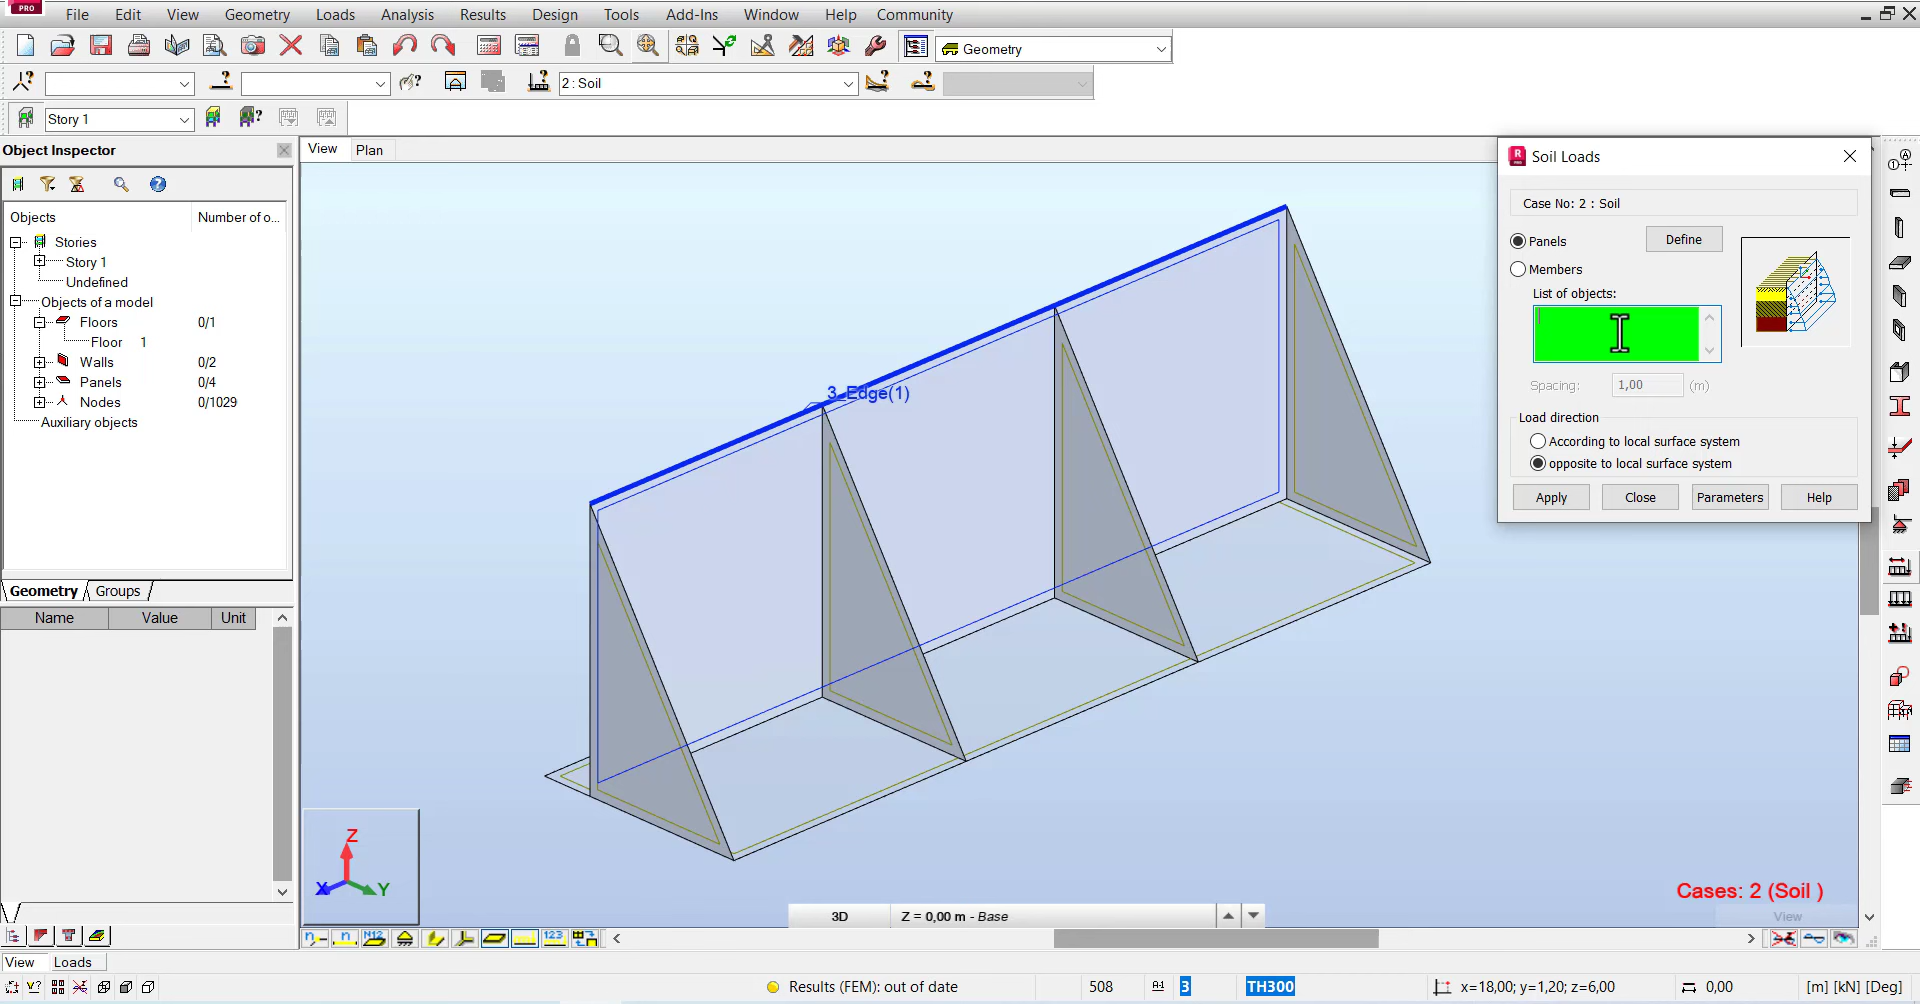 PRO
File Edit View Geometry Loads Analysis Results Design Tools Add-Ins Window Help Community
Geometry
2 : Soil
Story 1
Object Inspector
View Plan
Objects Number of o...
Stories
Story 1
Undefined
Objects of a model
Floors 0/1
Floor 1
Walls 0/2
Panels 0/4
Nodes 0/1029
Auxiliary objects
Geometry Groups
Name Value Unit
3_Edge(1)
Z
X
Y
3D Z = 0,00 m - Base
Cases: 2 (Soil )
View
R
PRO
Soil Loads
Case No: 2 : Soil
Panels Define
Members
List of objects:
Spacing: 1,00 (m)
Load direction
According to local surface system
opposite to local surface system
Apply Close Parameters Help
View Loads
Results (FEM): out of date 508 3 TH300 x=18,00; y=1,20; z=6,00 0,00 [m] [kN] [Deg]